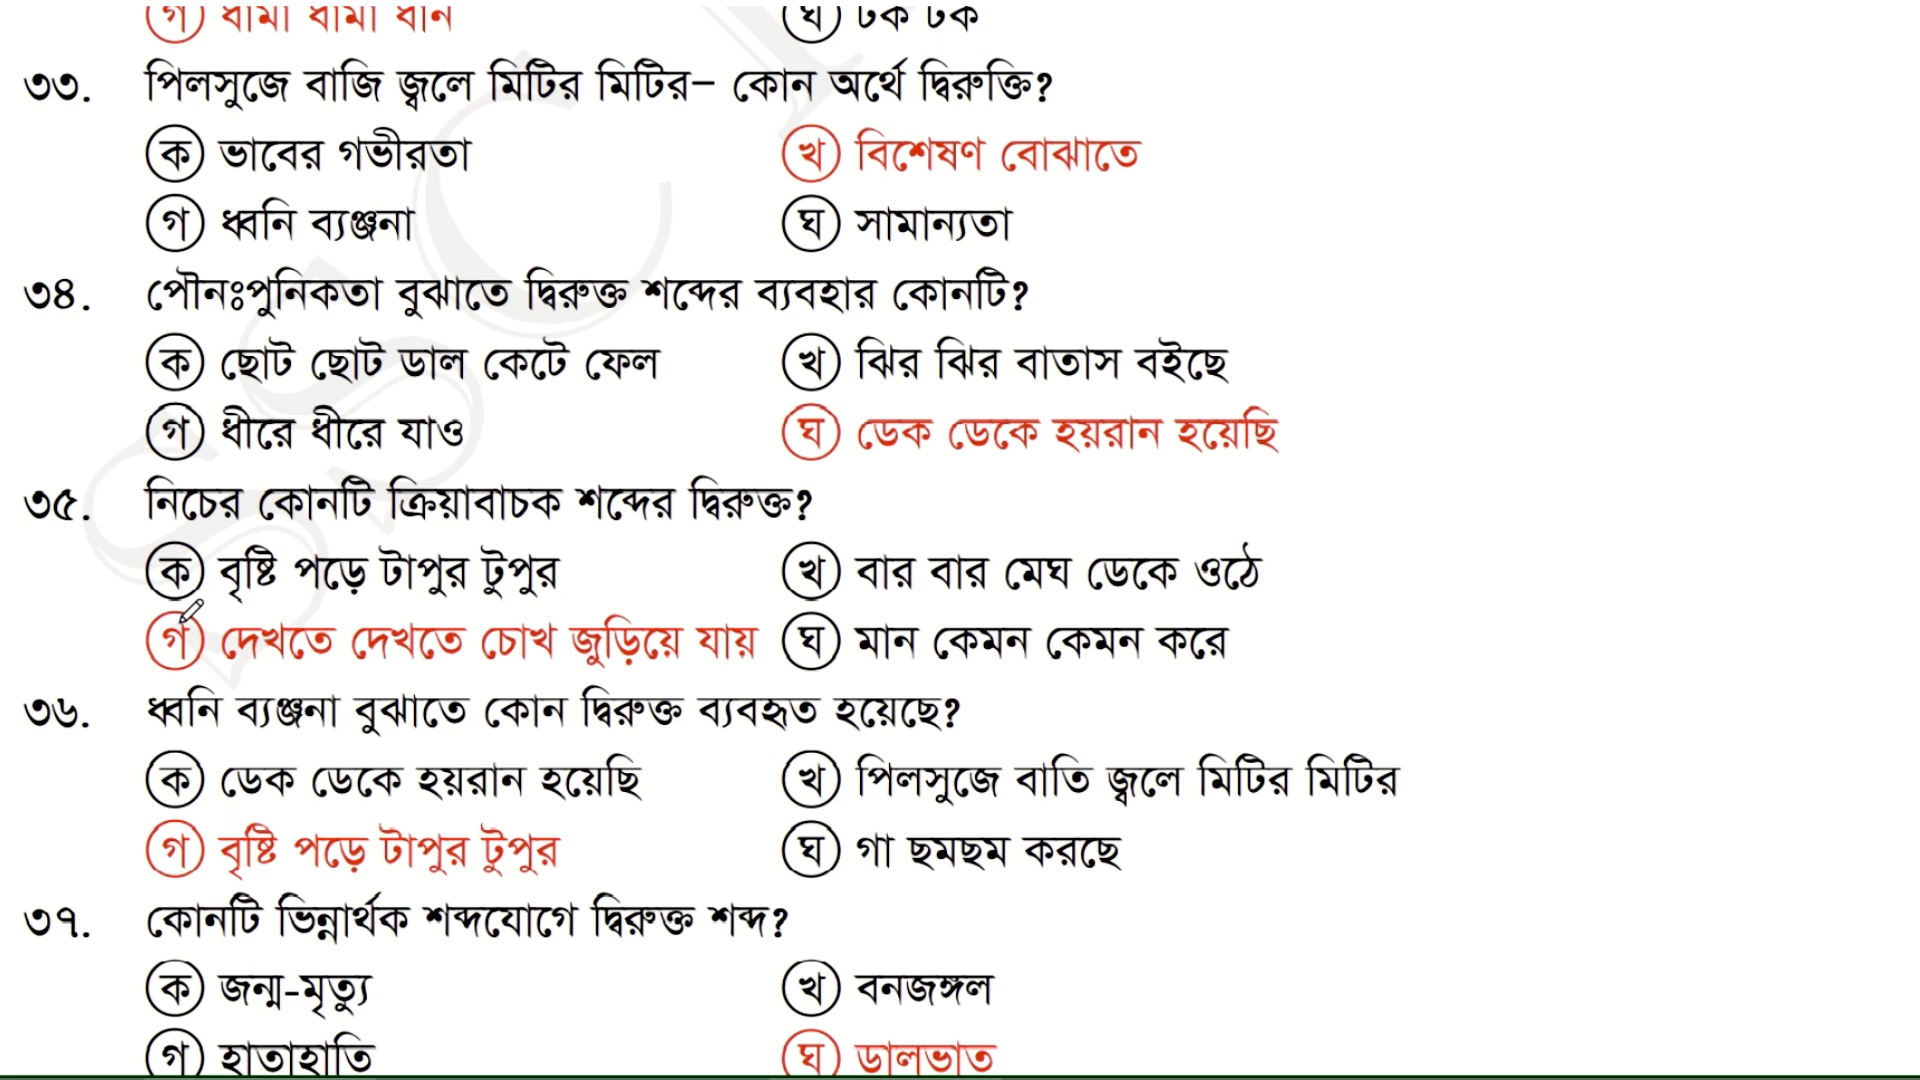 গ ধামা ধামা ধান ঘ টক টক
৩৩. পিলসুজে বাজি জ্বলে মিটির মিটির– কোন অর্থে দ্বিরুক্তি?
ক ভাবের গভীরতা খ বিশেষণ বোঝাতে
গ ধ্বনি ব্যঞ্জনা ঘ সামান্যতা
৩৪. পৌনঃপুনিকতা বুঝাতে দ্বিরুক্ত শব্দের ব্যবহার কোনটি?
ক ছোট ছোট ডাল কেটে ফেল খ ঝির ঝির বাতাস বইছে
গ ধীরে ধীরে যাও ঘ ডেক ডেকে হয়রান হয়েছি
৩৫. নিচের কোনটি ক্রিয়াবাচক শব্দের দ্বিরুক্ত?
ক বৃষ্টি পড়ে টাপুর টুপুর খ বার বার মেঘ ডেকে ওঠে
গ দেখতে দেখতে চোখ জুড়িয়ে যায় ঘ মান কেমন কেমন করে
৩৬. ধ্বনি ব্যঞ্জনা বুঝাতে কোন দ্বিরুক্ত ব্যবহৃত হয়েছে?
ক ডেক ডেকে হয়রান হয়েছি খ পিলসুজে বাতি জ্বলে মিটির মিটির
গ বৃষ্টি পড়ে টাপুর টুপুর ঘ গা ছমছম করছে
৩৭. কোনটি ভিন্নার্থক শব্দযোগে দ্বিরুক্ত শব্দ?
ক জন্ম-মৃত্যু খ বনজঙ্গল
গ হাতাহাতি ঘ ডালভাত